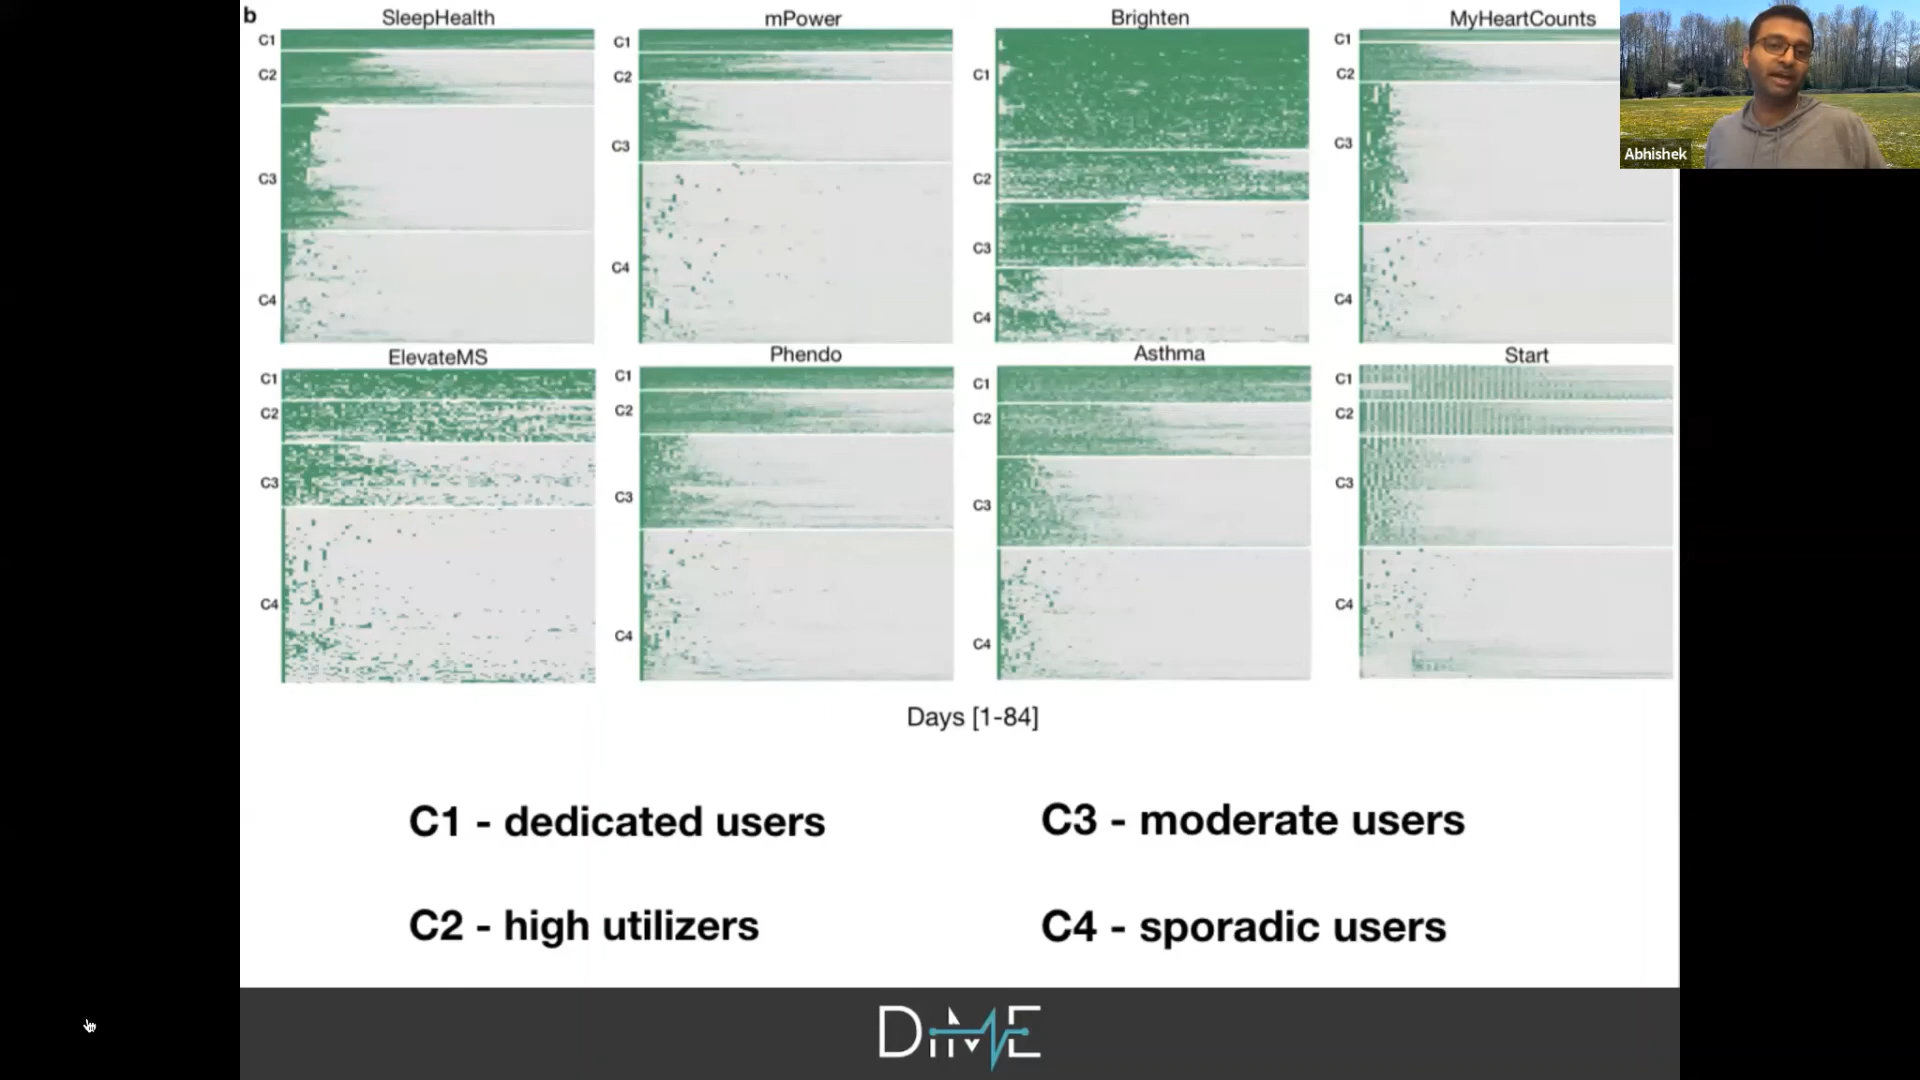 b
SleepHealth
mPower
Brighten
MyHeartCounts
C1
C2
C3
C4
C1
C2
C3
C4
C1
C2
C3
C4
C1
C2
C3
C4
Abhishek
ElevateMS
Phendo
Asthma
Start
C1
C2
C3
C4
C1
C2
C3
C4
C1
C2
C3
C4
C1
C2
C3
C4
Days [1-84]
C1 - dedicated users
C3 - moderate users
C2 - high utilizers
C4 - sporadic users
DiME